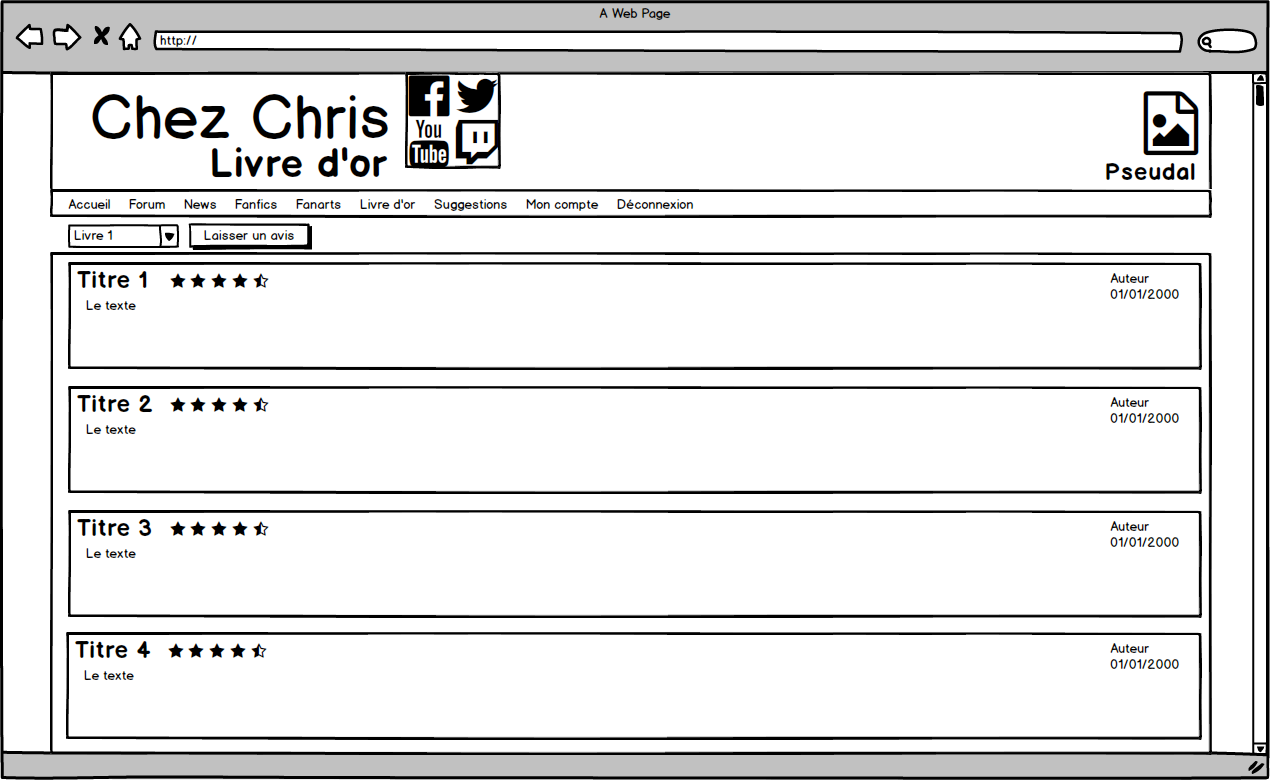 A Web Page
http://
Chez Chris
Livre d'or
You
Tube
Pseudal
Accueil Forum News Fanfics Fanarts Livre d'or Suggestions Mon compte Déconnexion
Livre 1 Laisser un avis
Titre 1
Auteur
01/01/2000
Le texte
Titre 2
Auteur
01/01/2000
Le texte
Titre 3
Auteur
01/01/2000
Le texte
Titre 4
Auteur
01/01/2000
Le texte